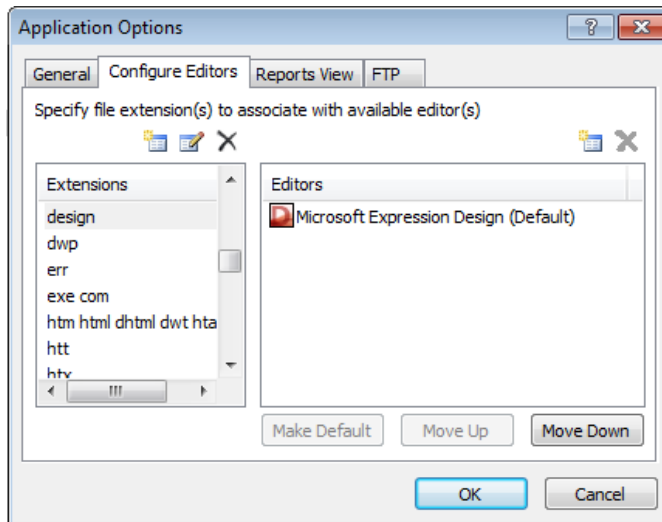 Application Options
General Configure Editors Reports View FTP
Specify file extension(s) to associate with available editor(s)
Extensions
design
dwp
err
exe com
htm html dhtml dwt hta
htt
htx
Editors
Microsoft Expression Design (Default)
Make Default Move Up Move Down
OK Cancel